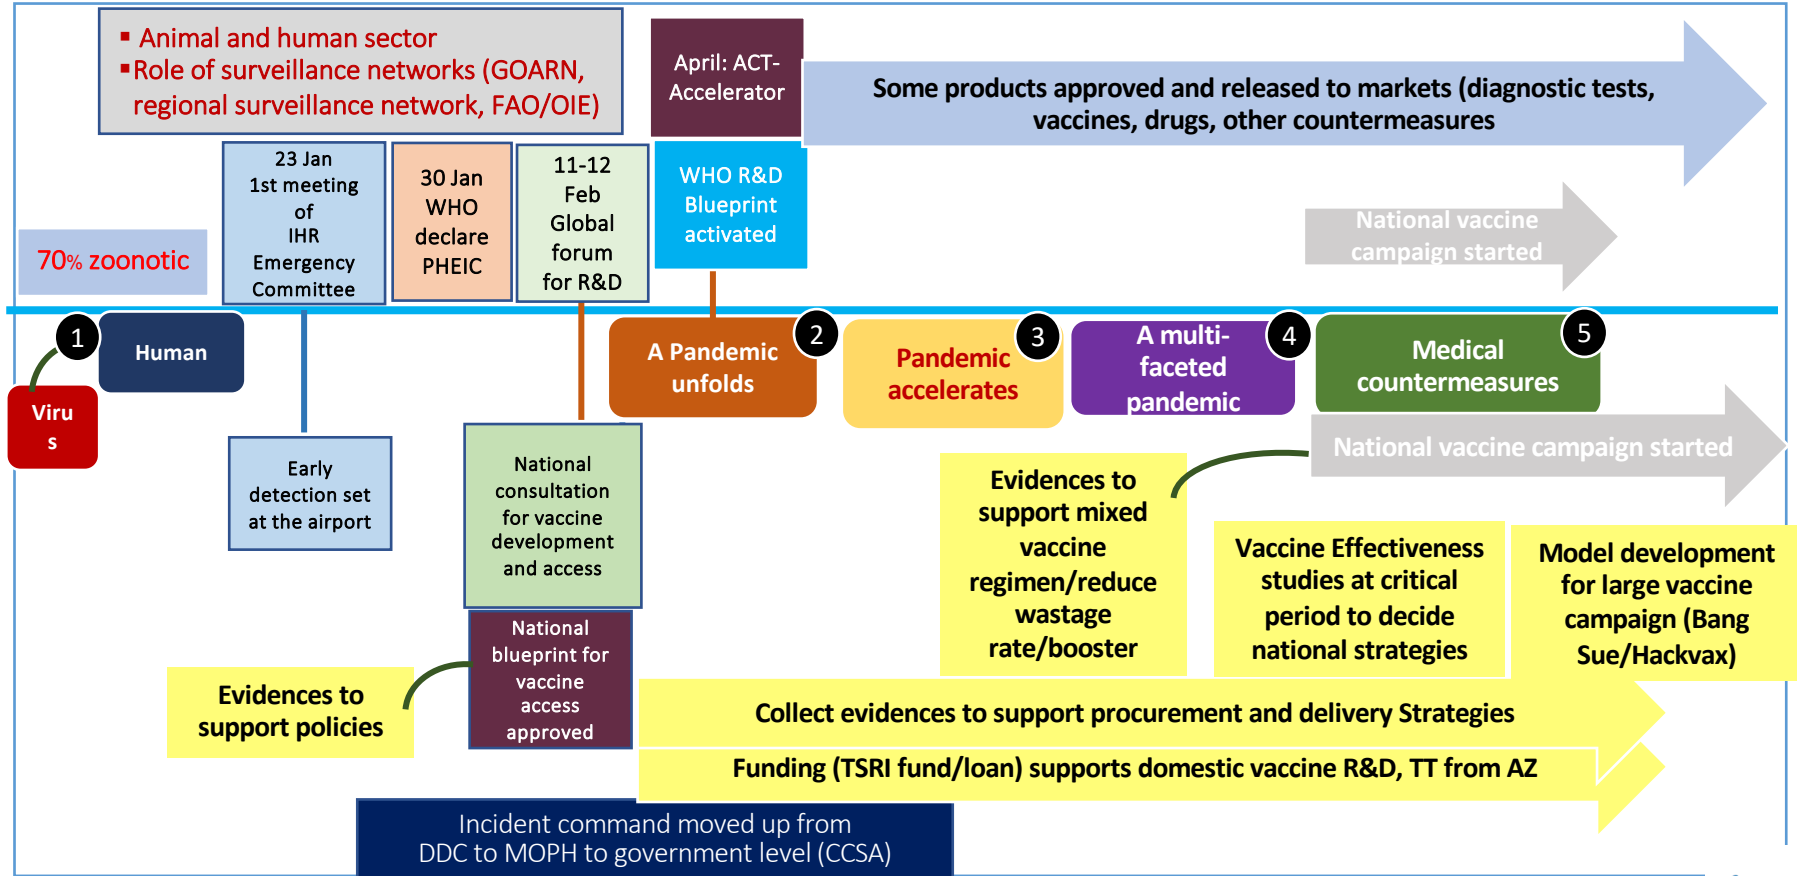 ▪ Animal and human sector
▪Role of surveillance networks (GOARN,
regional surveillance network, FAO/OIE)
April: ACT-
Accelerator
Some products approved and released to markets (diagnostic tests,
vaccines, drugs, other countermeasures
70% zoonotic
23 Jan
1st meeting
of
IHR
Emergency
Committee
30 Jan
WHO
declare
PHEIC
11-12
Feb
Global
forum
for R&D
WHO R&D
Blueprint
activated
National vaccine
campaign started
1
Human
Viru
s
2
A Pandemic
unfolds
3
Pandemic
accelerates
4
A multi-
faceted
pandemic
5
Medical
countermeasures
National vaccine campaign started
Early
detection set
at the airport
National
consultation
for vaccine
development
and access
Evidences to
support mixed
vaccine
regimen/reduce
wastage
rate/booster
Vaccine Effectiveness
studies at critical
period to decide
national strategies
Model development
for large vaccine
campaign (Bang
Sue/Hackvax)
Evidences to
support policies
National
blueprint for
vaccine
access
approved
Collect evidences to support procurement and delivery Strategies
Funding (TSRI fund/loan) supports domestic vaccine R&D, TT from AZ
Incident command moved up from
DDC to MOPH to government level (CCSA)